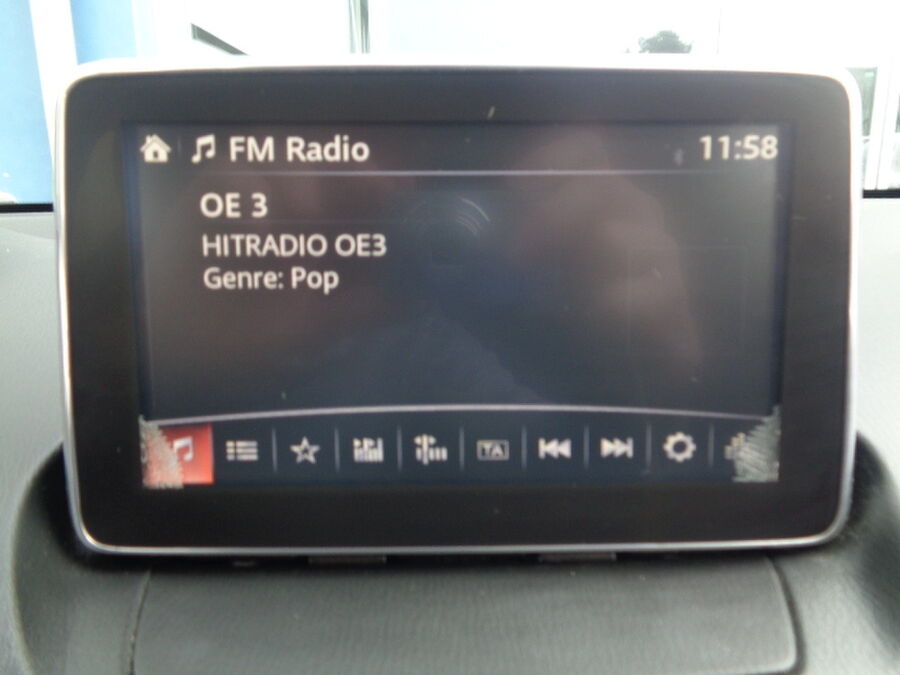 FM Radio 11:58
OE 3
HITRADIO OE3
Genre: Pop
TA